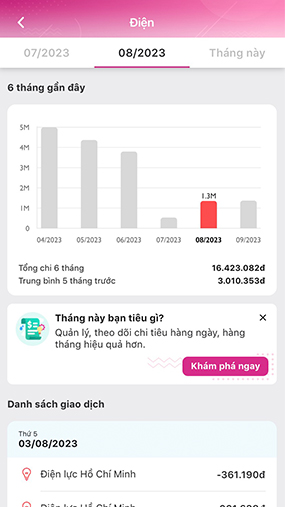 Điện
07/2023 08/2023 Tháng này
6 tháng gần đây
5M
4M
3M
2M
1M
0
1.3M
04/2023 05/2023 06/2023 07/2023 08/2023 09/2023
Tổng chi 6 tháng 16.423.082đ
Trung bình 5 tháng trước 3.010.353đ
Tháng này bạn tiêu gì?
Quản lý, theo dõi chi tiêu hàng ngày, hàng
tháng hiệu quả hơn.
Khám phá ngay
Danh sách giao dịch
Thứ 5
03/08/2023
Điện lực Hồ Chí Minh -361.190đ
Điện lực Hồ Chí Minh